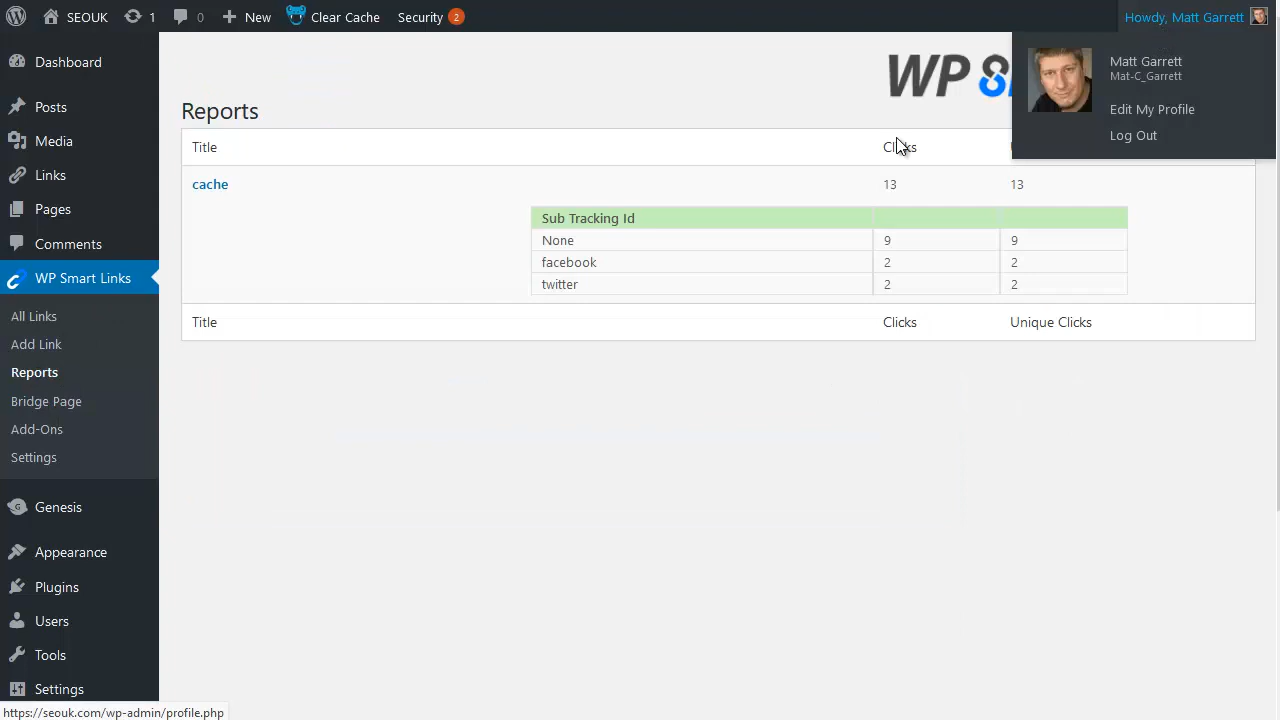 SEOUK 1 0 New Clear Cache Security 2 Howdy, Matt Garrett
Matt Garrett
Mat-C_Garrett
Edit My Profile
Log Out
Dashboard
Posts
Media
Links
Pages
Comments
WP Smart Links
All Links
Add Link
Reports
Bridge Page
Add-Ons
Settings
Genesis
Appearance
Plugins
Users
Tools
Settings
WP
Reports
Title Clicks
cache 13 13
Sub Tracking Id
None 9 9
facebook 2 2
twitter 2 2
Title Clicks Unique Clicks
https://seouk.com/wp-admin/profile.php